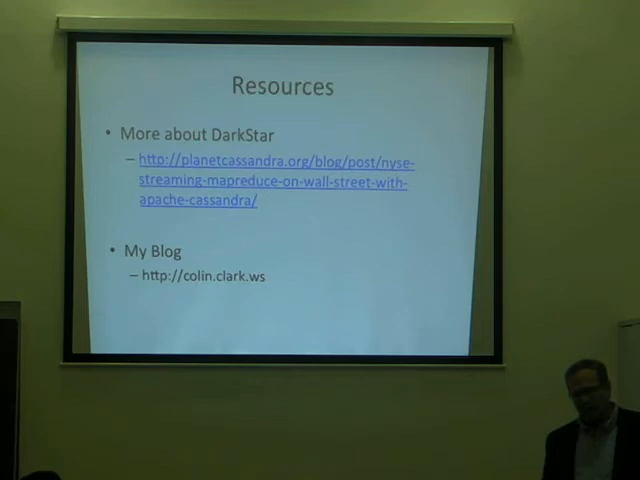 Resources
• More about DarkStar
– http://planetcassandra.org/blog/post/nyse-
streaming-mapreduce-on-wall-street-with-
apache-cassandra/
• My Blog
– http://colin.clark.ws